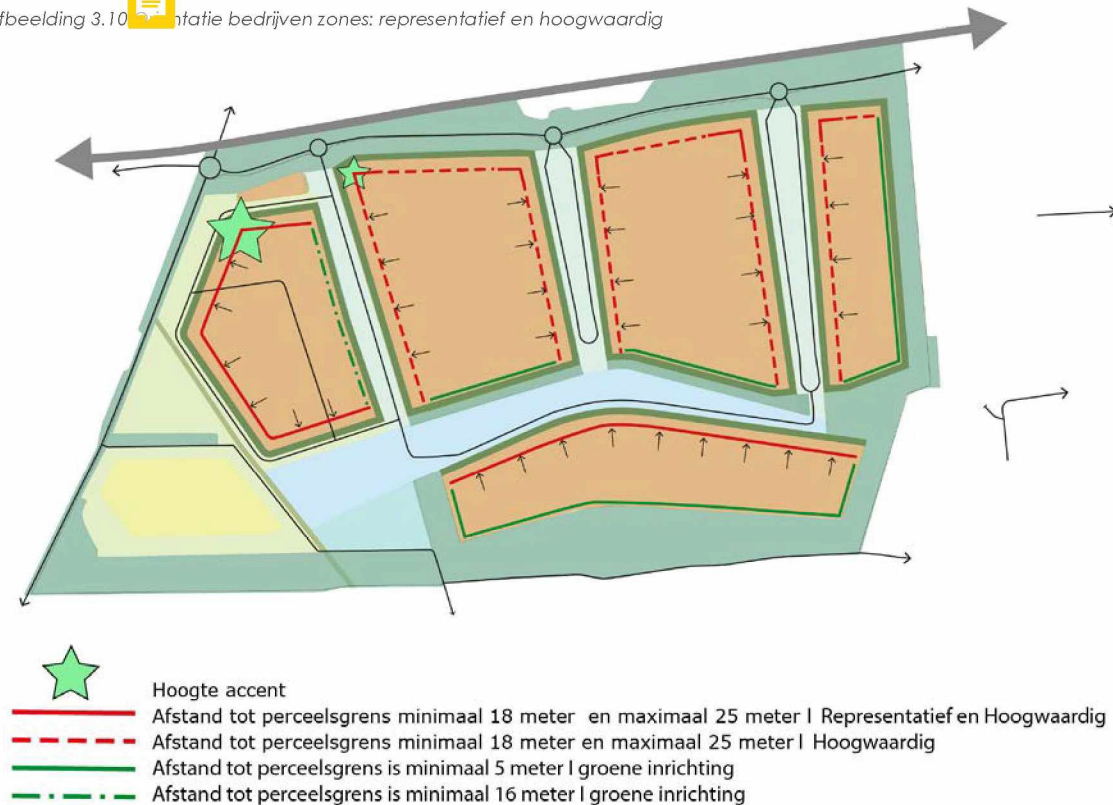 fbeelding 3.10 ntatie bedrijven zones: representatief en hoogwaardig
Hoogte accent
Afstand tot perceelsgrens minimaal 18 meter en maximaal 25 meter I Representatief en Hoogwaardig
Afstand tot perceelsgrens minimaal 18 meter en maximaal 25 meter I Hoogwaardig
Afstand tot perceelsgrens is minimaal 5 meter I groene inrichting
Afstand tot perceelsgrens is minimaal 16 meter I groene inrichting